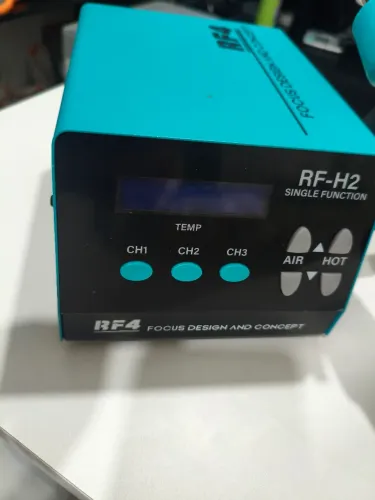 RF4
FOCUS DESIGN AND CONCEPT
RF-H2
SINGLE FUNCTION
TEMP
CH1 CH2 CH3
AIR HOT
RF4 FOCUS DESIGN AND CONCEPT